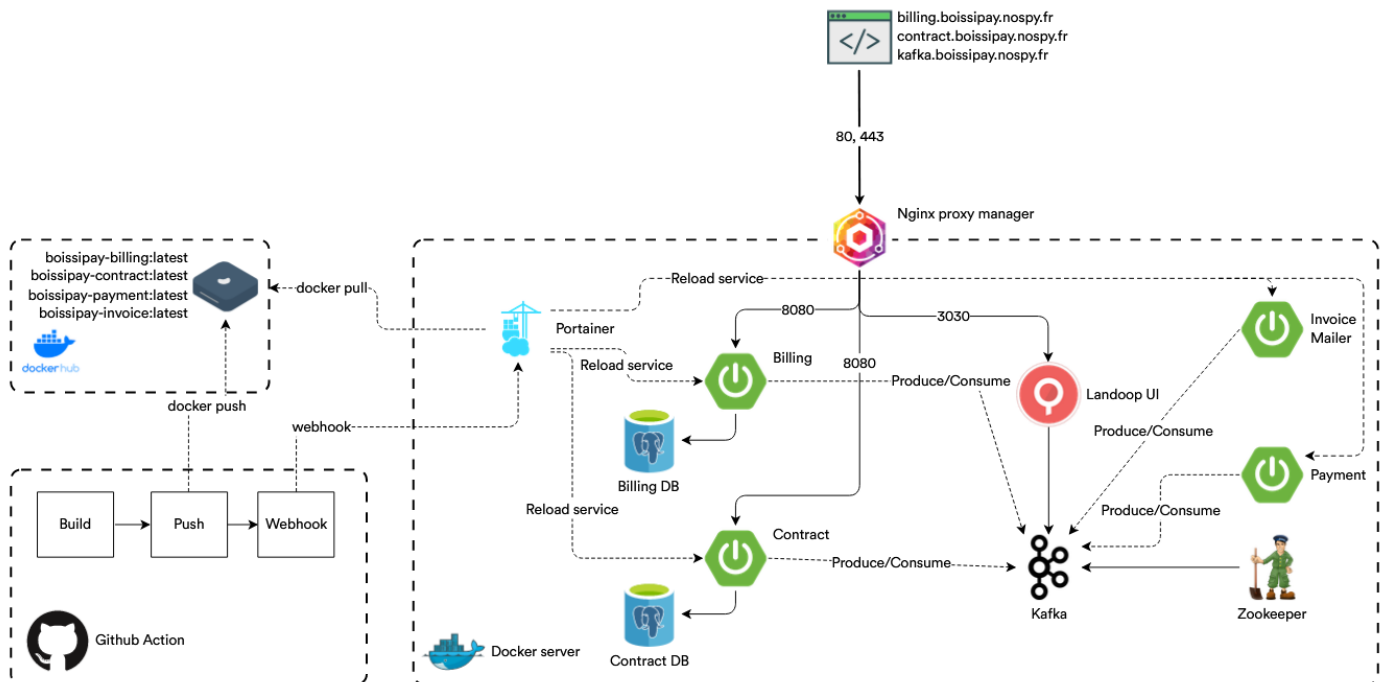 billing.boissipay.nospy.fr
contract.boissipay.nospy.fr
kafka.boissipay.nospy.fr
80, 443
Nginx proxy manager
boissipay-billing:latest
boissipay-contract:latest
boissipay-payment:latest
boissipay-invoice:latest
docker hub
docker pull
docker push
webhook
Portainer
Reload service
Reload service
Reload service
8080
3030
8080
Billing
Billing DB
Produce/Consume
Landoop UI
Invoice
Mailer
Produce/Consume
Payment
Produce/Consume
Contract
Contract DB
Produce/Consume
Kafka
Zookeeper
Build
Push
Webhook
Github Action
Docker server